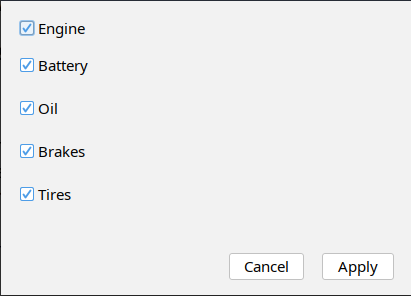 Engine
Battery
Oil
Brakes
Tires
Cancel Apply